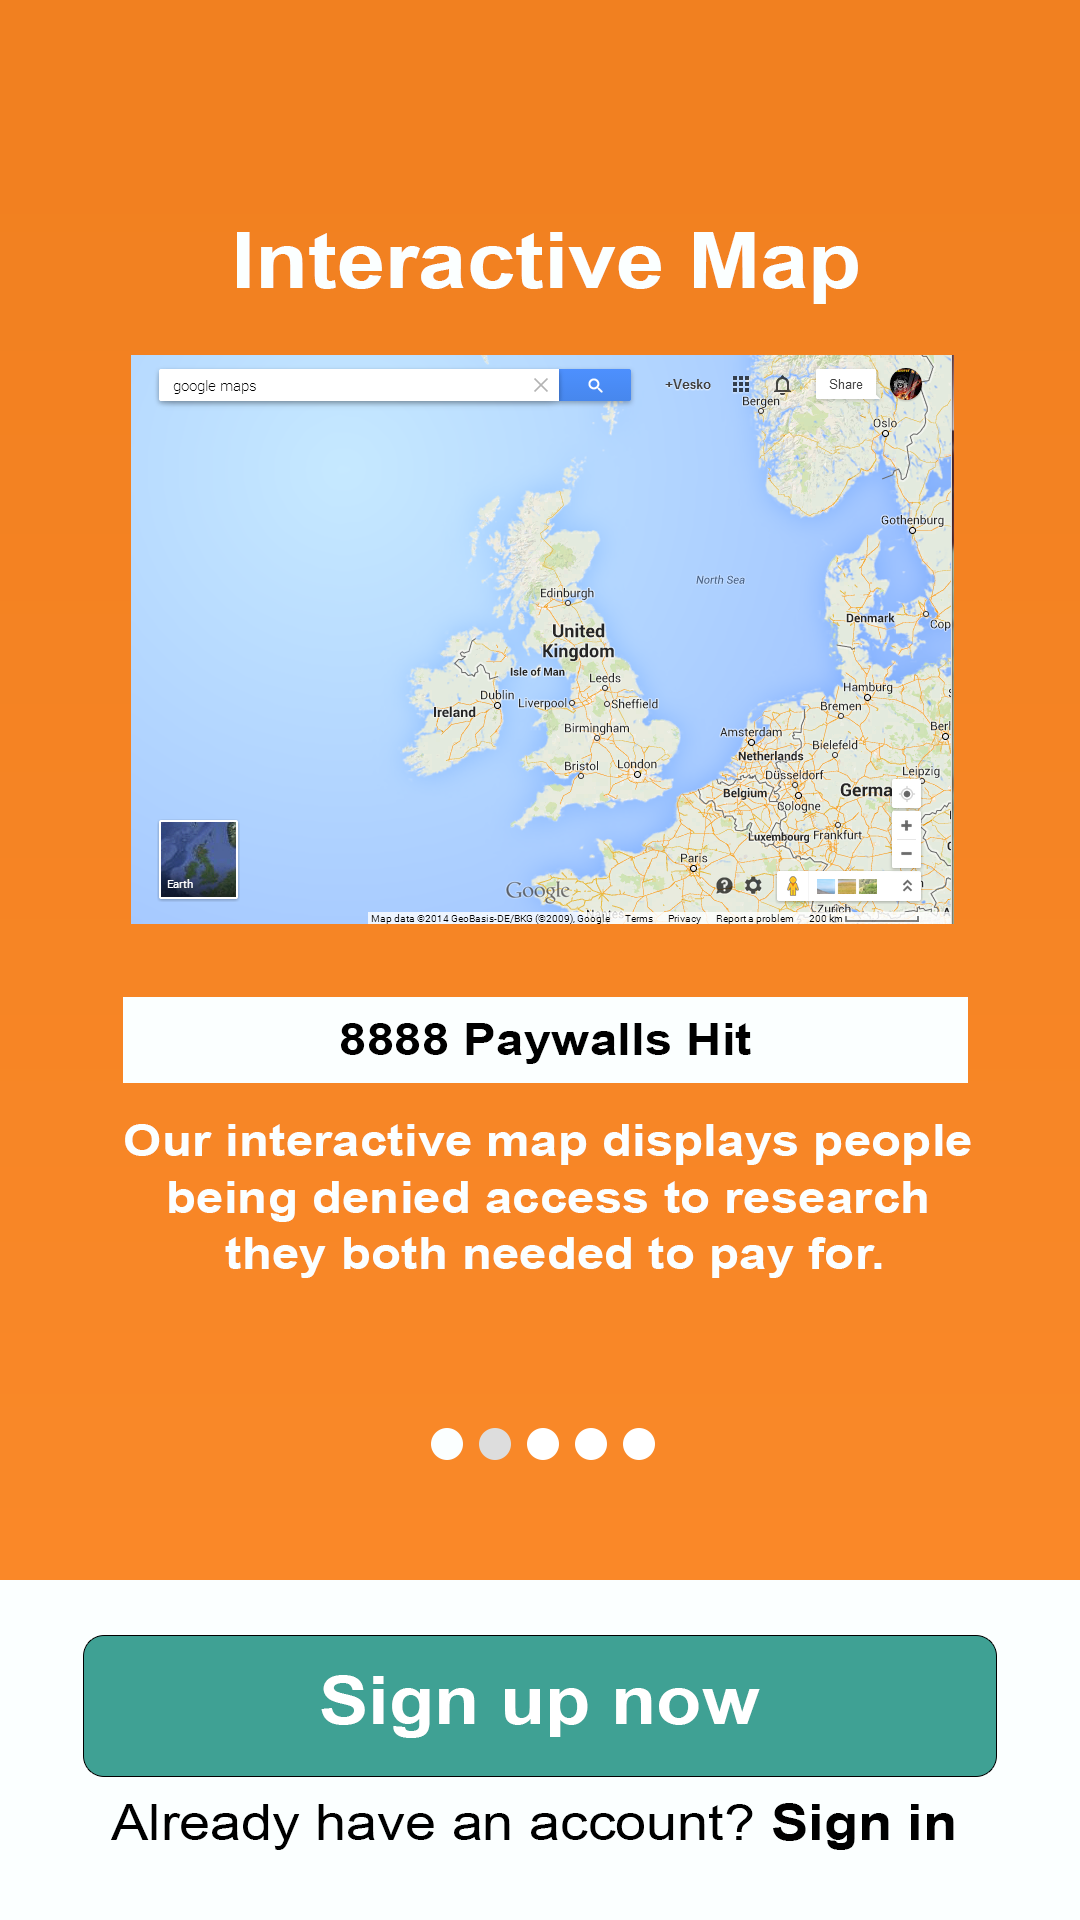 Interactive Map
google maps
+Vesko
Share
Bergen
Oslo
Gothenburg
North Sea
Edinburgh
Denmark
Cop
United
Kingdom
Isle of Man
Leeds
Dublin
Liverpool
Sheffield
Ireland
Hamburg
Bremen
Birmingham
Amsterdam
Berl
Bielefeld
Netherlands
Bristol
London
Düsseldorf
Leipzig
Belgium
Germa
Cologne
Luxembourg
Frankfurt
Paris
Earth
Google
Zurich
Map data ©2014 GeoBasis-DE/BKG (©2009), Google
Terms
Privacy
Report a problem
200 km
8888 Paywalls Hit
Our interactive map displays people
being denied access to research
they both needed to pay for.
Sign up now
Already have an account? Sign in